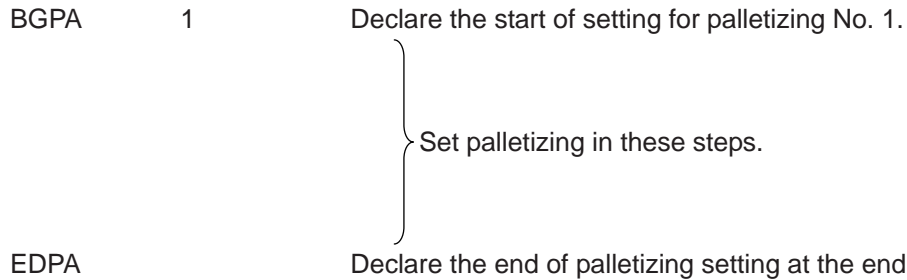 BGPA 1 Declare the start of setting for palletizing No. 1.
Set palletizing in these steps.
EDPA Declare the end of palletizing setting at the end